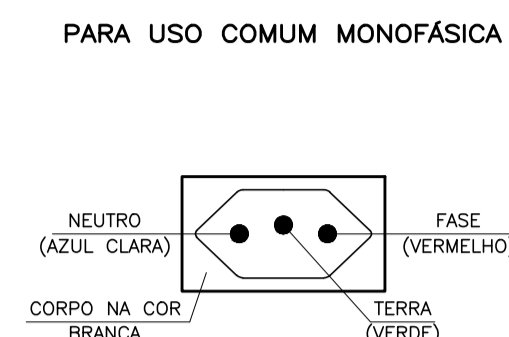 PARA USO COMUM MONOFÁSICA
NEUTRO
(AZUL CLARA)
FASE
(VERMELHO)
CORPO NA COR
BRANCA
TERRA
(VERDE)